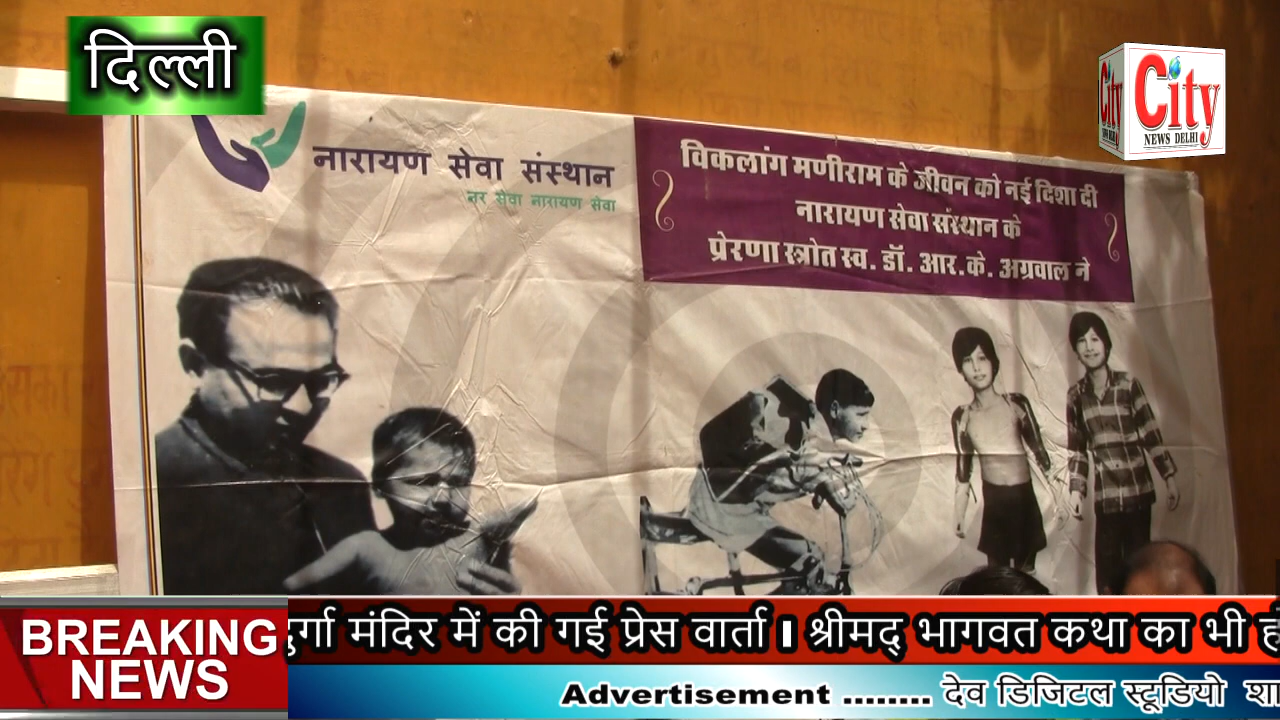 दिल्ली
City
City
NEWS DELHI
नारायण सेवा संस्थान
नर सेवा नारायण सेवा
विकलांग मणीराम के जीवन को नई दिशा दी
नारायण सेवा संस्थान के
प्रेरणा स्त्रोत स्व. डॉ. आर.के. अग्रवाल ने
BREAKING
NEWS
दुर्गा मंदिर में की गई प्रेस वार्ता । श्रीमद् भागवत कथा का भी
Advertisement ........ देव डिजिटल स्टूडियो